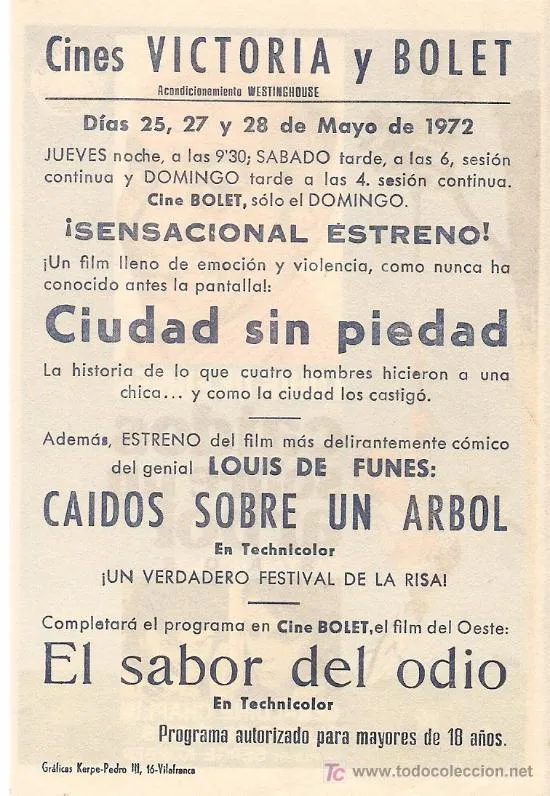 Cines VICTORIA y BOLET
Acondicionamiento WESTINGHOUSE
Días 25, 27 y 28 de Mayo de 1972
JUEVES noche, a las 9'30; SABADO tarde, a las 6, sesión
continua y DOMINGO tarde a las 4. sesión continua.
Cine BOLET, sólo el DOMINGO.
¡SENSACIONAL ESTRENO!
¡Un film lleno de emoción y violencia, como nunca ha
conocido antes la pantalla!:
Ciudad sin piedad
La historia de lo que cuatro hombres hicieron a una
chica... y como la ciudad los castigó.
Además, ESTRENO del film más delirantemente cómico
del genial LOUIS DE FUNES:
CAIDOS SOBRE UN ARBOL
En Technicolor
¡UN VERDADERO FESTIVAL DE LA RISA!
Completará el programa en Cine BOLET, el film del Oeste:
El sabor del odio
En Technicolor
Programa autorizado para mayores de 18 años.
Gráficas Kerpe-Pedro III, 16-Vilafranca
TC www.todocoleccion.net